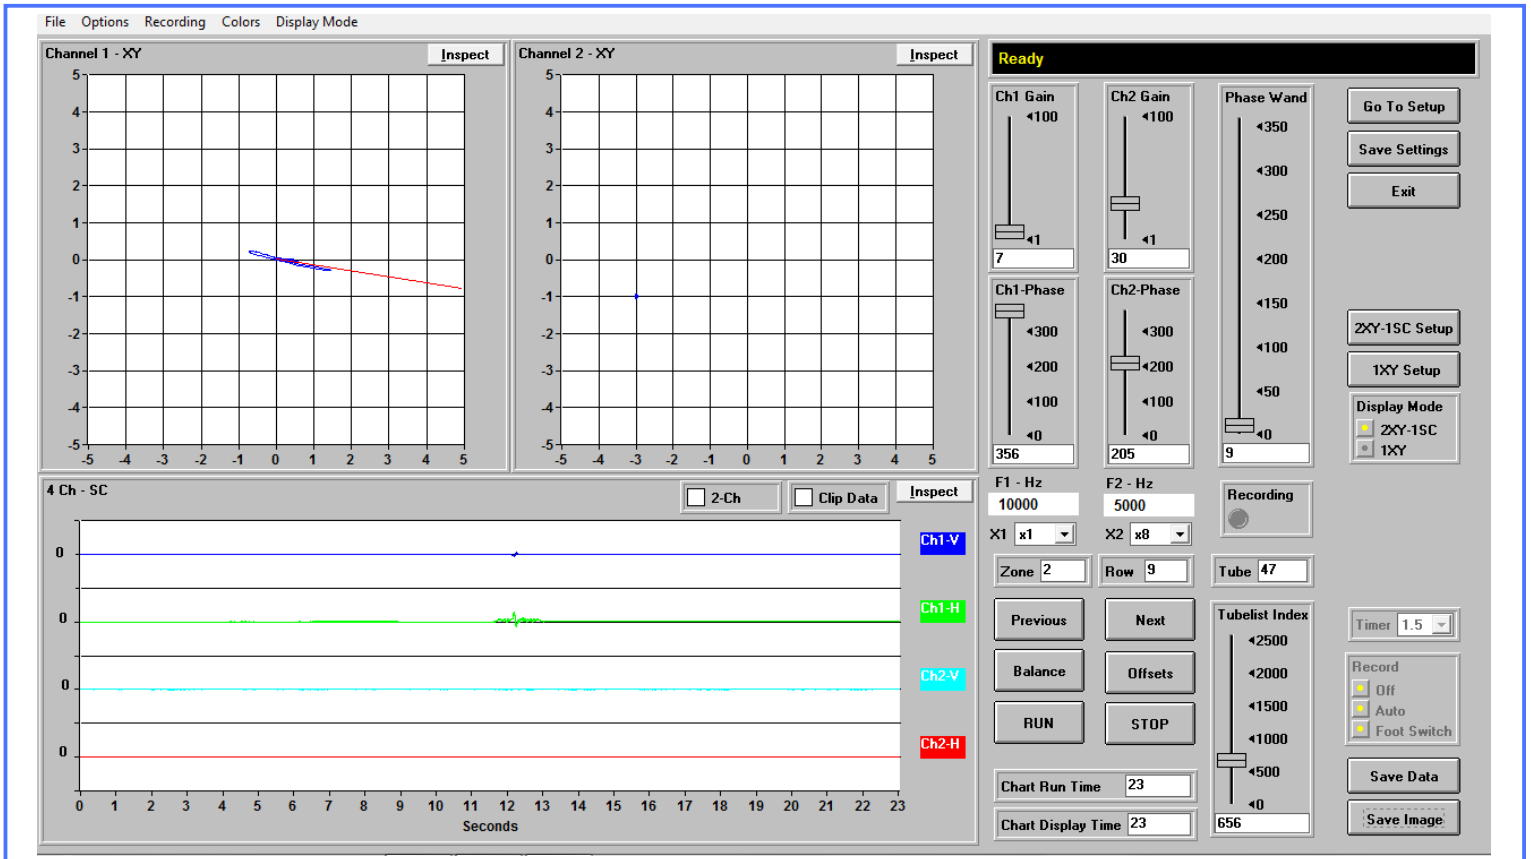 File Options Recording Colors Display Mode
Channel 1 - XY Inspect
5
4
3
2
1
0
-1
-2
-3
-4
-5
-5 -4 -3 -2 -1 0 1 2 3 4 5
Channel 2 - XY Inspect
5
4
3
2
1
0
-1
-2
-3
-4
-5
-5 -4 -3 -2 -1 0 1 2 3 4 5
4 Ch - SC 2-Ch Clip Data Inspect
0 Ch1-V
0 Ch1-H
0 Ch2-V
0 Ch2-H
0 1 2 3 4 5 6 7 8 9 10 11 12 13 14 15 16 17 18 19 20 21 22 23
Seconds
Ready
Ch1 Gain
100
1
7
Ch2 Gain
100
1
30
Phase Wand
350
300
250
200
150
100
50
0
9
Ch1-Phase
300
200
100
0
356
Ch2-Phase
300
200
100
0
205
Go To Setup
Save Settings
Exit
2XY-1SC Setup
1XY Setup
Display Mode
2XY-1SC
1XY
F1 - Hz
10000
X1 x1
F2 - Hz
5000
X2 x8
Recording
Zone 2 Row 9 Tube 47
Previous Next
Balance Offsets
RUN STOP
Chart Run Time 23
Chart Display Time 23
Tubelist Index
2500
2000
1500
1000
500
0
656
Timer 1.5
Record
Off
Auto
Foot Switch
Save Data
Save Image